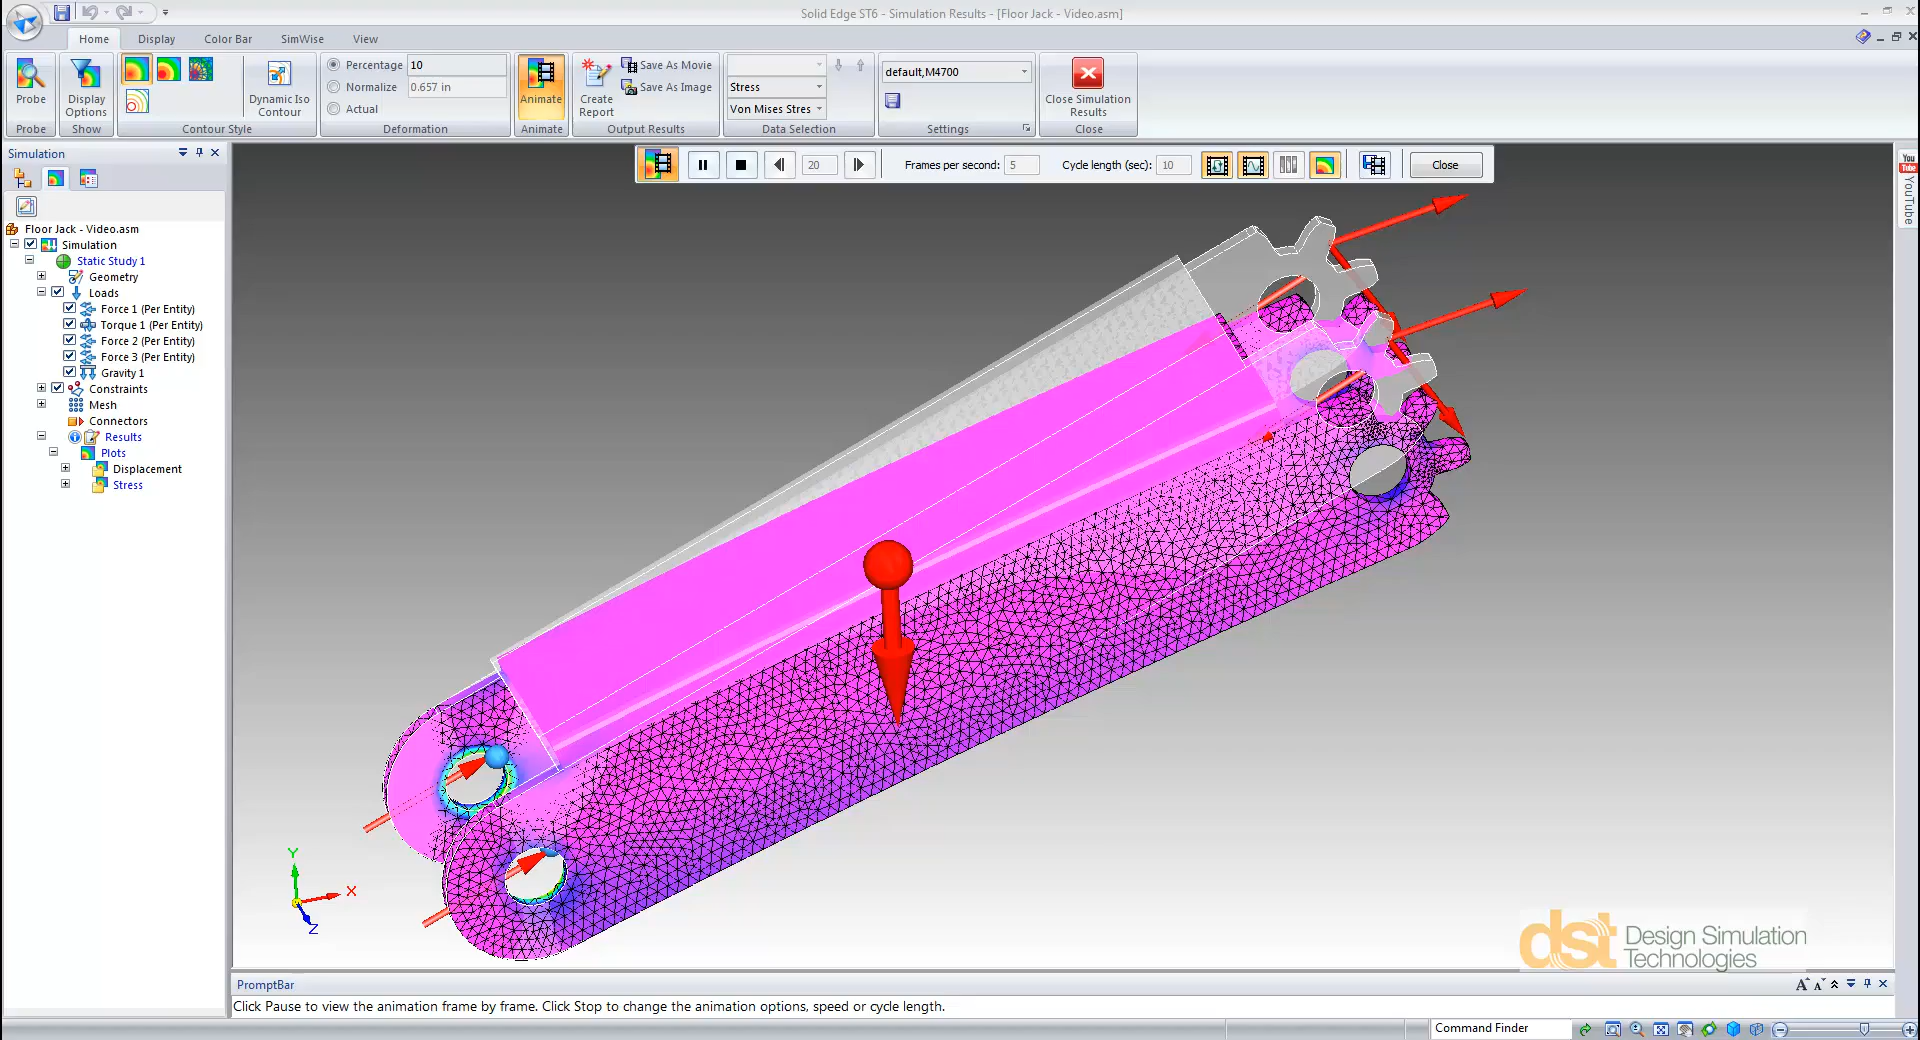 Solid Edge ST6 - Simulation Results - [Floor Jack - Video.asm]
Home Display Color Bar SimWise View
Probe
Probe
Display Options
Show
Dynamic Iso Contour
Contour Style
Percentage 10
Normalize 0.657 in
Actual
Deformation
Animate
Animate
Create Report
Save As Movie
Save As Image
Output Results
Stress
Von Mises Stres
Data Selection
default,M4700
Settings
Close Simulation Results
Close
Simulation
20 Frames per second: 5 Cycle length (sec): 10 Close
You
Tube
YouTube
Floor Jack - Video.asm
Simulation
Static Study 1
Geometry
Loads
Force 1 (Per Entity)
Torque 1 (Per Entity)
Force 2 (Per Entity)
Force 3 (Per Entity)
Gravity 1
Constraints
Mesh
Connectors
Results
Plots
Displacement
Stress
Y
X
Z
dst Design Simulation
Technologies
PromptBar
Click Pause to view the animation frame by frame. Click Stop to change the animation options, speed or cycle length.
Command Finder